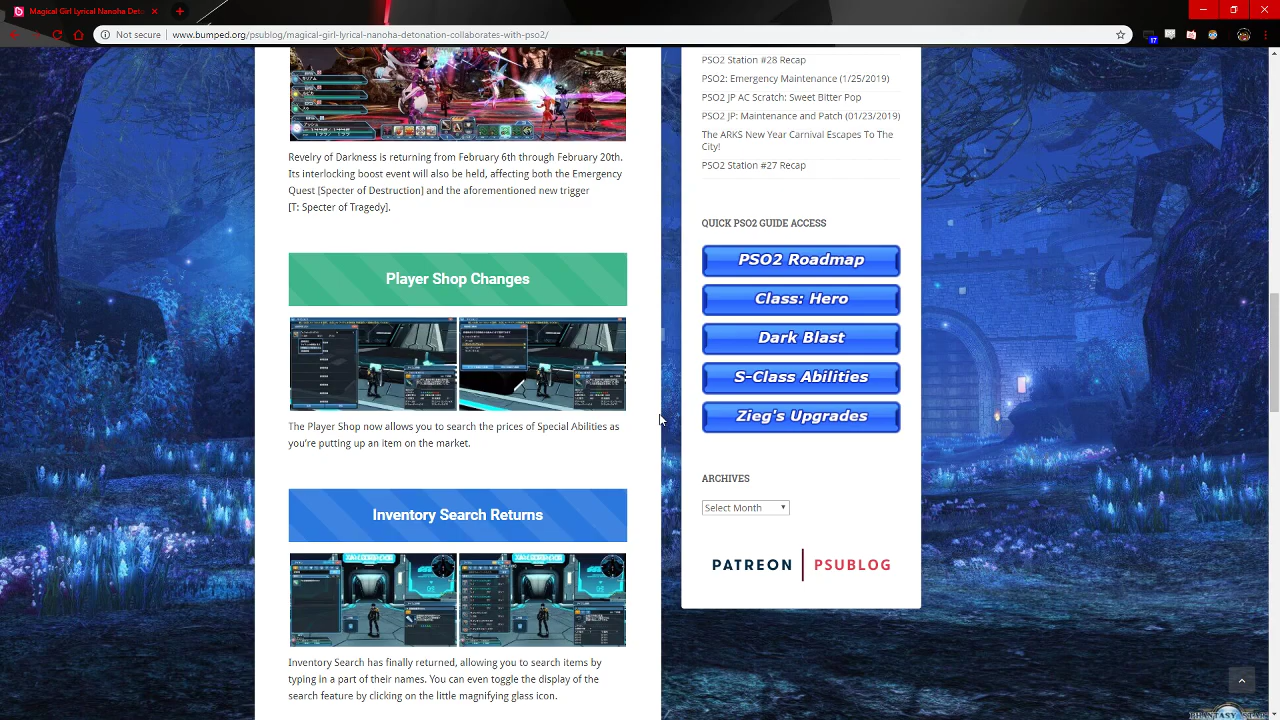 Magical Girl Lyrical Nanoha Deto
Not secure | www.bumped.org/psublog/magical-girl-lyrical-nanoha-detonation-collaborates-with-pso2/
17
Revelry of Darkness is returning from February 6th through February 20th.
Its interlocking boost event will also be held, affecting both the Emergency
Quest [Specter of Destruction] and the aforementioned new trigger
[T: Specter of Tragedy].
Player Shop Changes
The Player Shop now allows you to search the prices of Special Abilities as
you're putting up an item on the market.
Inventory Search Returns
Inventory Search has finally returned, allowing you to search items by
typing in a part of their names. You can even toggle the display of the
search feature by clicking on the little magnifying glass icon.
PSO2 Station #28 Recap
PSO2: Emergency Maintenance (1/25/2019)
PSO2 JP AC Scratch: Sweet Bitter Pop
PSO2 JP: Maintenance and Patch (01/23/2019)
The ARKS New Year Carnival Escapes To The
City!
PSO2 Station #27 Recap
QUICK PSO2 GUIDE ACCESS
PSO2 Roadmap
Class: Hero
Dark Blast
S-Class Abilities
Zieg's Upgrades
ARCHIVES
Select Month
PATREON | PSUBLOG